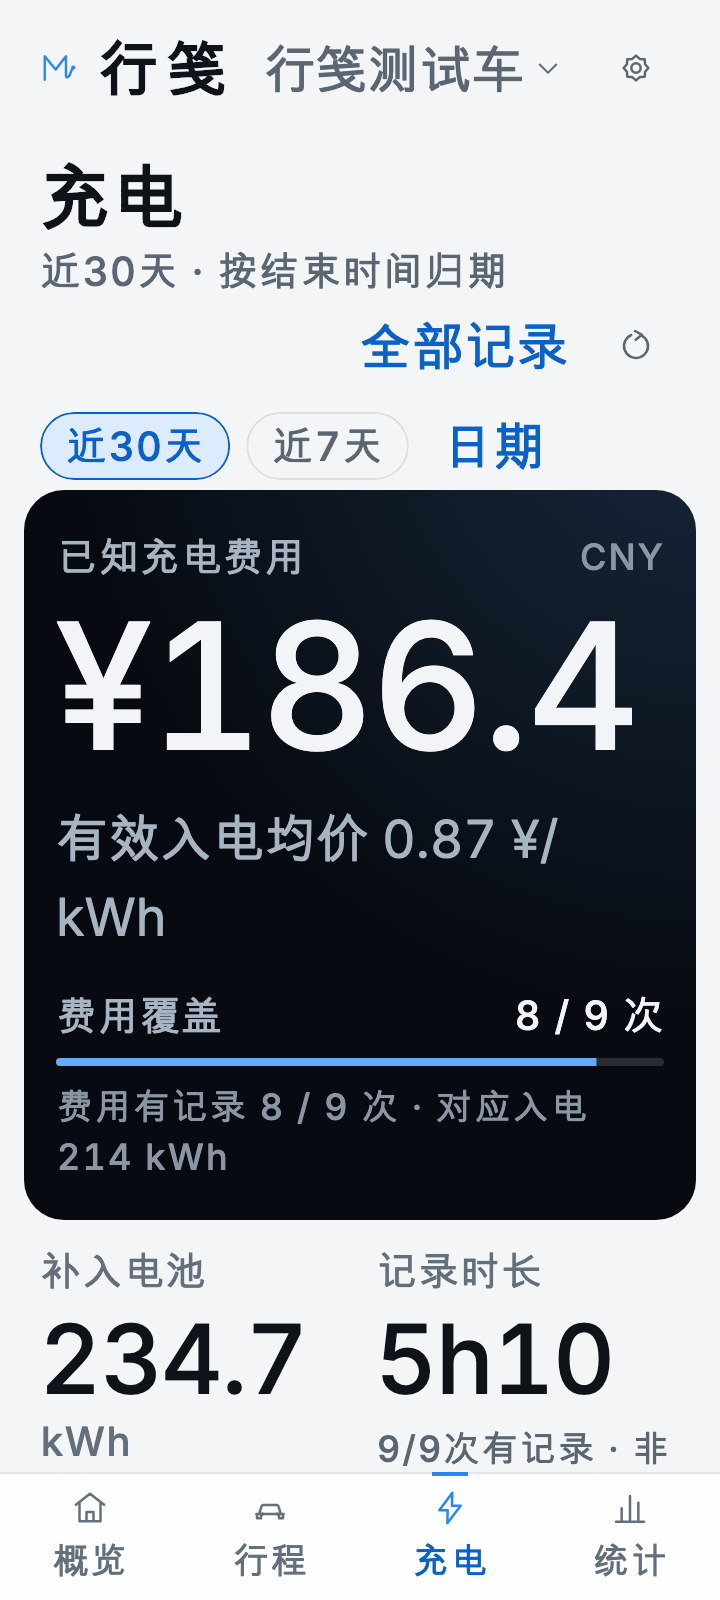 行笺 行笺测试车
充电
近30天 · 按结束时间归期
全部记录
近30天 近7天 日期
已知充电费用 CNY
¥186.4
有效入电均价 0.87 ¥/
kWh
费用覆盖 8 / 9 次
费用有记录 8 / 9 次 · 对应入电
214 kWh
补入电池 记录时长
234.7 5h10
kWh 9/9次有记录 · 非
概览 行程 充电 统计